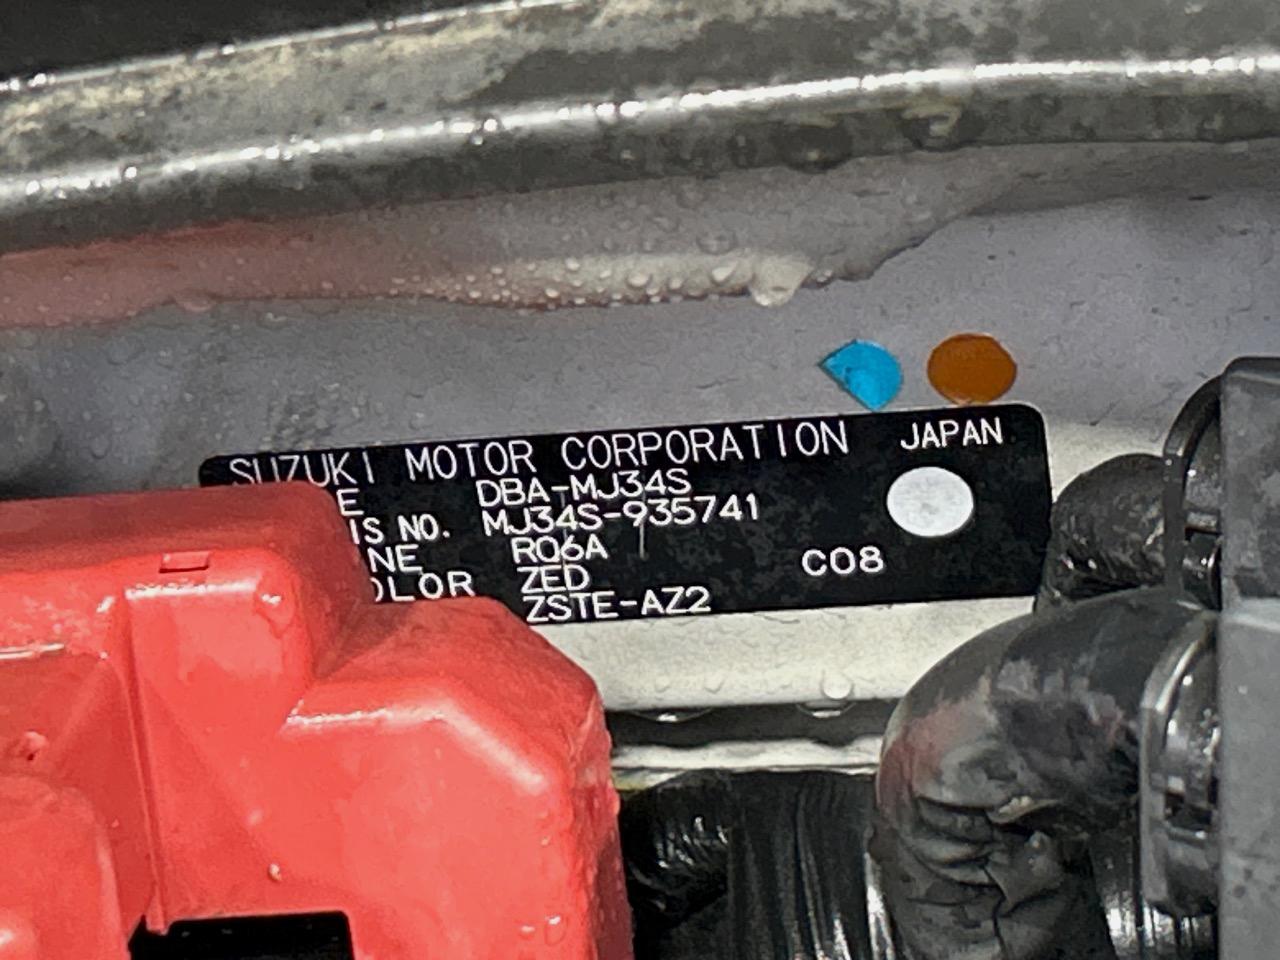 SUZUKI MOTOR CORPORATION JAPAN
E DBA-MJ34S
IS NO. MJ34S-935741
NE R06A
OLOR ZED C08
ZSTE-AZ2